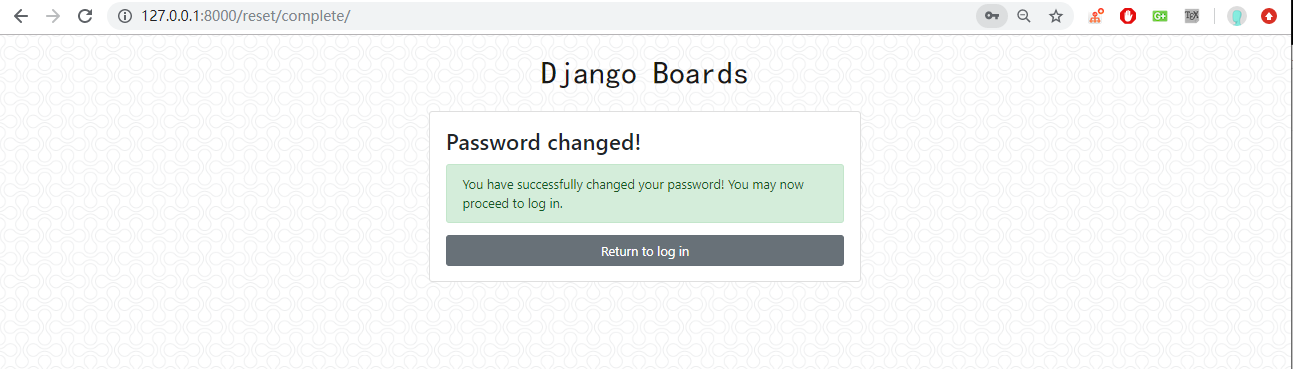 127.0.0.1:8000/reset/complete/
G+
TEX
Django Boards
Password changed!
You have successfully changed your password! You may now
proceed to log in.
Return to log in